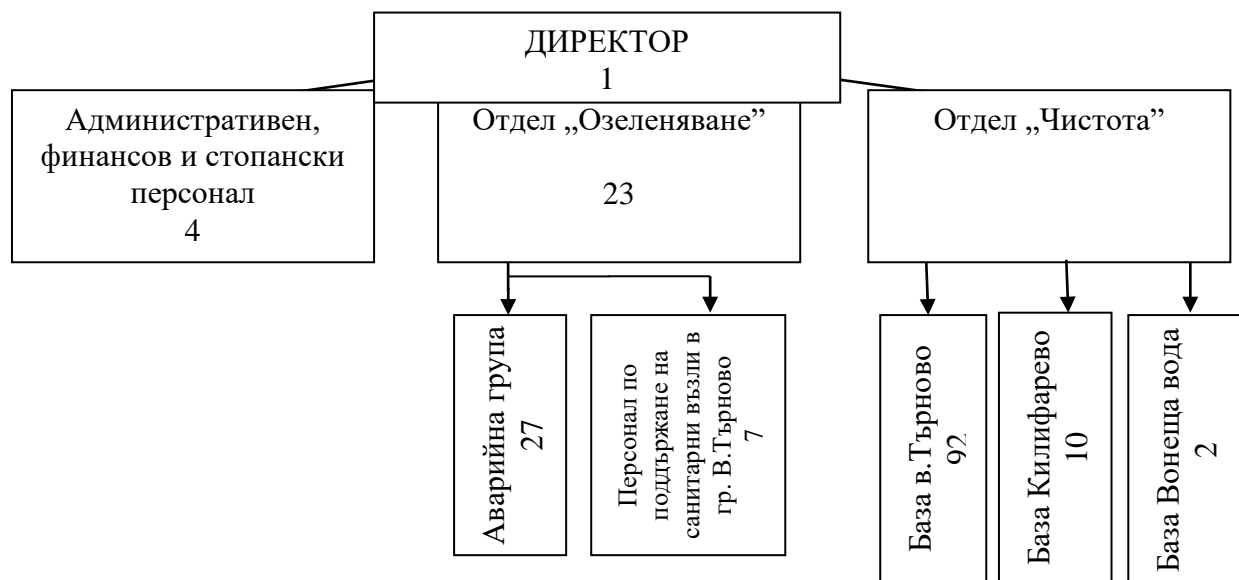 ДИРЕКТОР
1
Административен,
финансов и стопански
персонал
4
Отдел „Озеленяване”
23
Отдел „Чистота”
Аварийна група
27
Персонал по
поддържане на
санитарни възли в
гр. В.Търново
7
База в.Търново
92
База Килифарево
10
База Вонеща вода
2